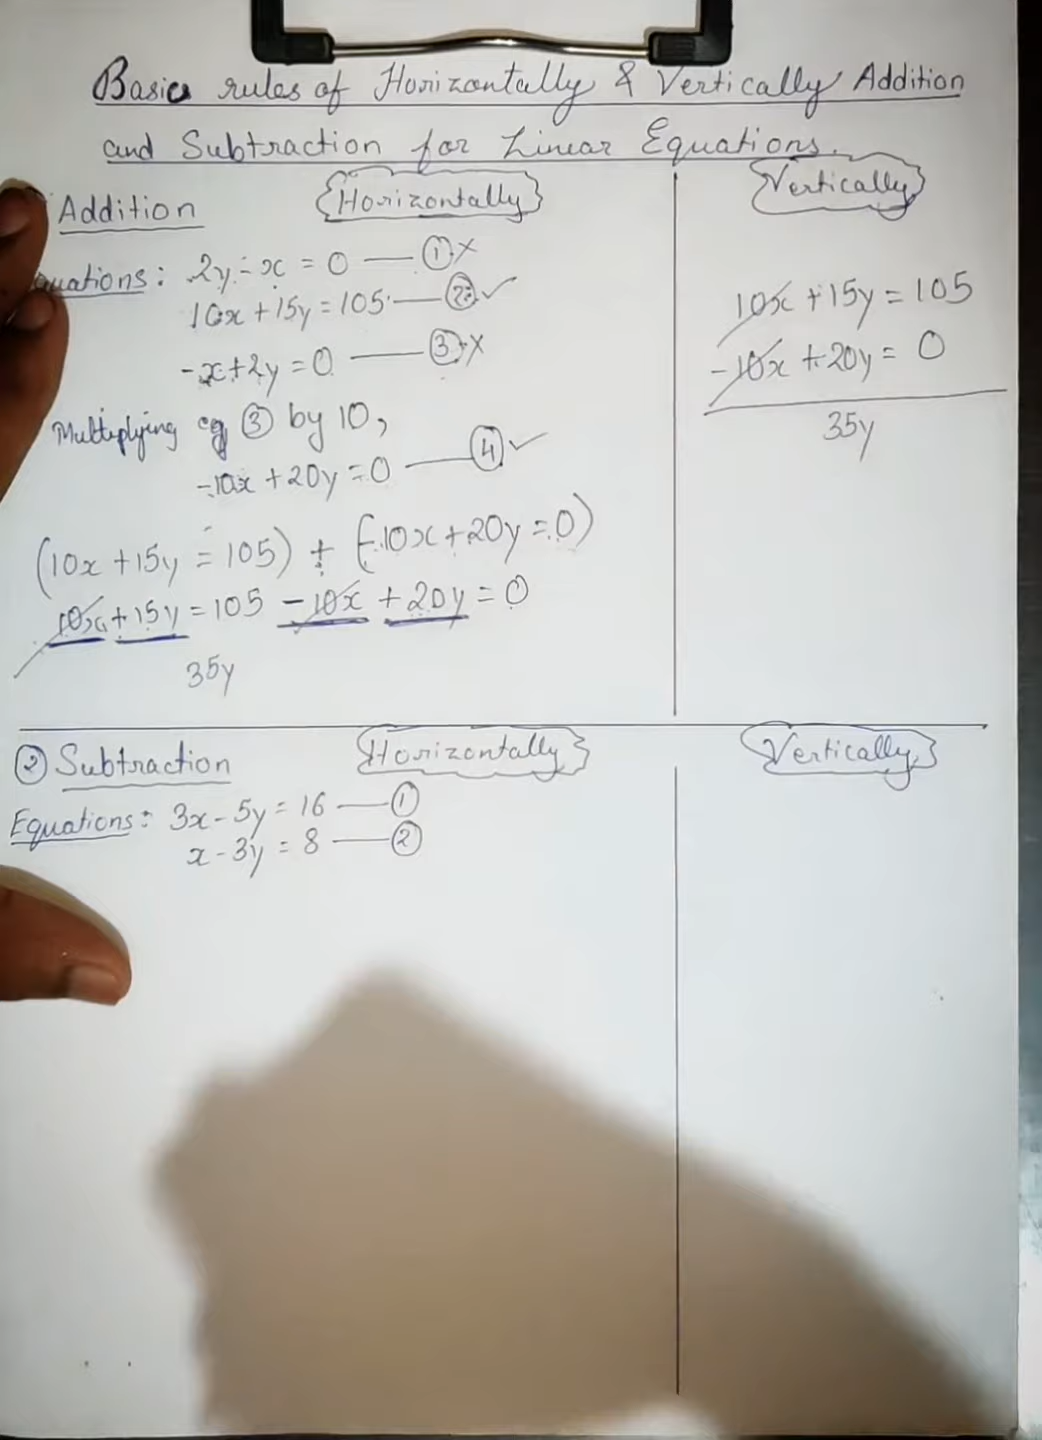 Basic rules of Horizontally & Vertically Addition
and Subtraction for Linear Equations.
Addition Horizontally
quations: 2y - x = 0 — ① ×
10x + 15y = 105 — ② ✓
-x + 2y = 0 — ③ ×
Multiplying eq ③ by 10,
-10x + 20y = 0 — ④ ✓
(10x + 15y = 105) + (-10x + 20y = 0)
10x + 15y = 105 - 10x + 20y = 0
35y
Vertically
10x + 15y = 105
-10x + 20y = 0
35y
② Subtraction Horizontally
Equations: 3x - 5y = 16 — ①
x - 3y = 8 — ②
Vertically